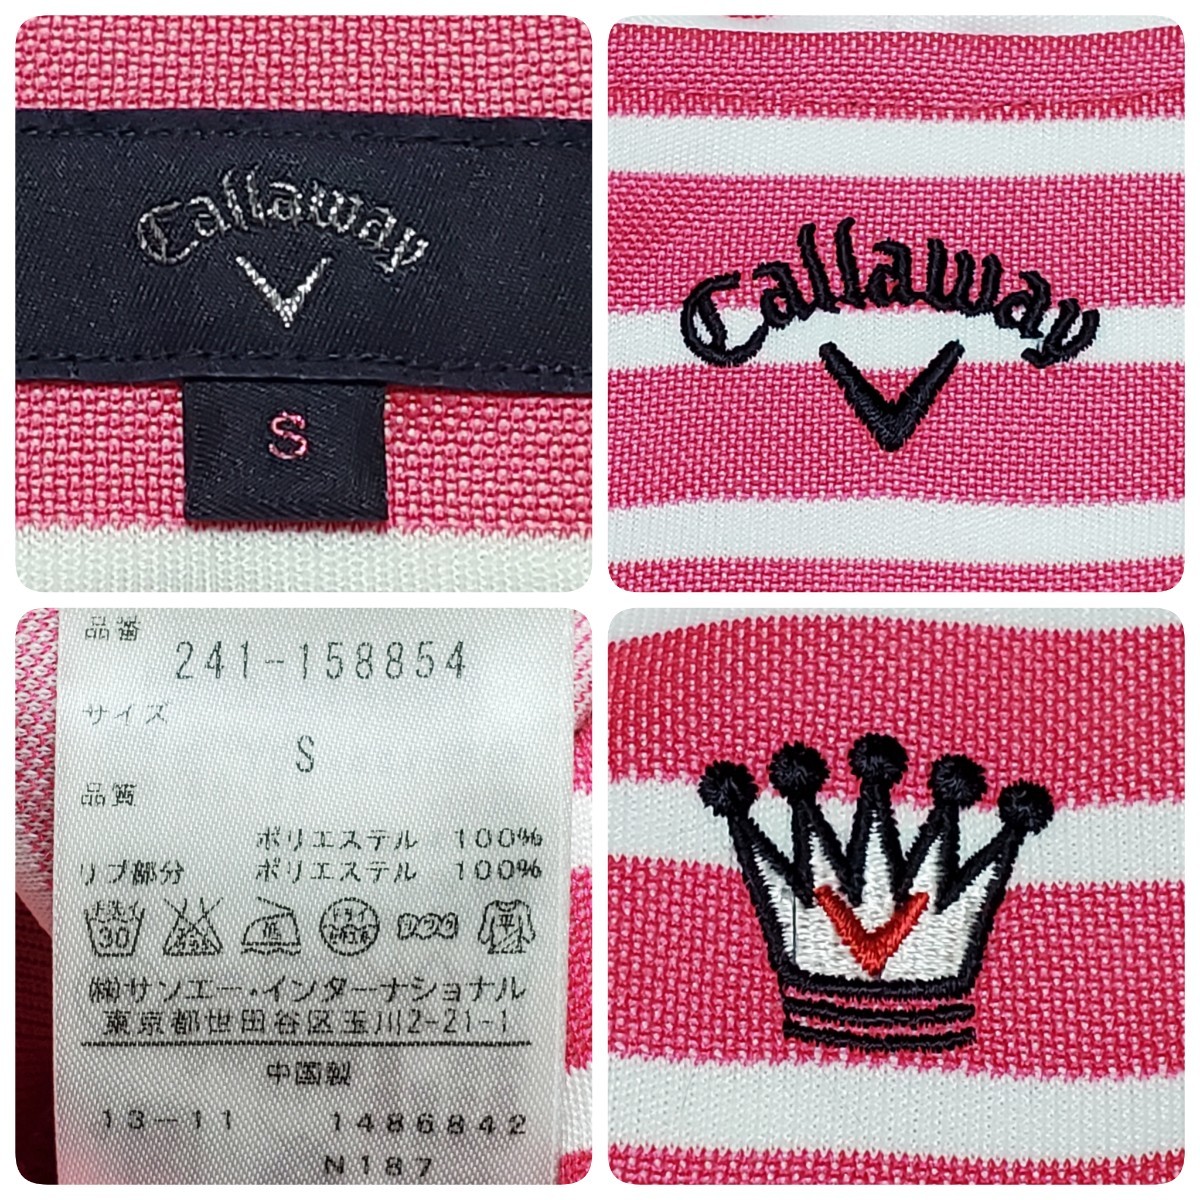 Callaway
S
Callaway
品番
241-158854
サイズ
S
品質
ポリエステル 100%
リブ部分 ポリエステル 100%
30
㈱サンエー・インターナショナル
東京都世田谷区玉川2-21-1
中国製
13-11 1486842
N187